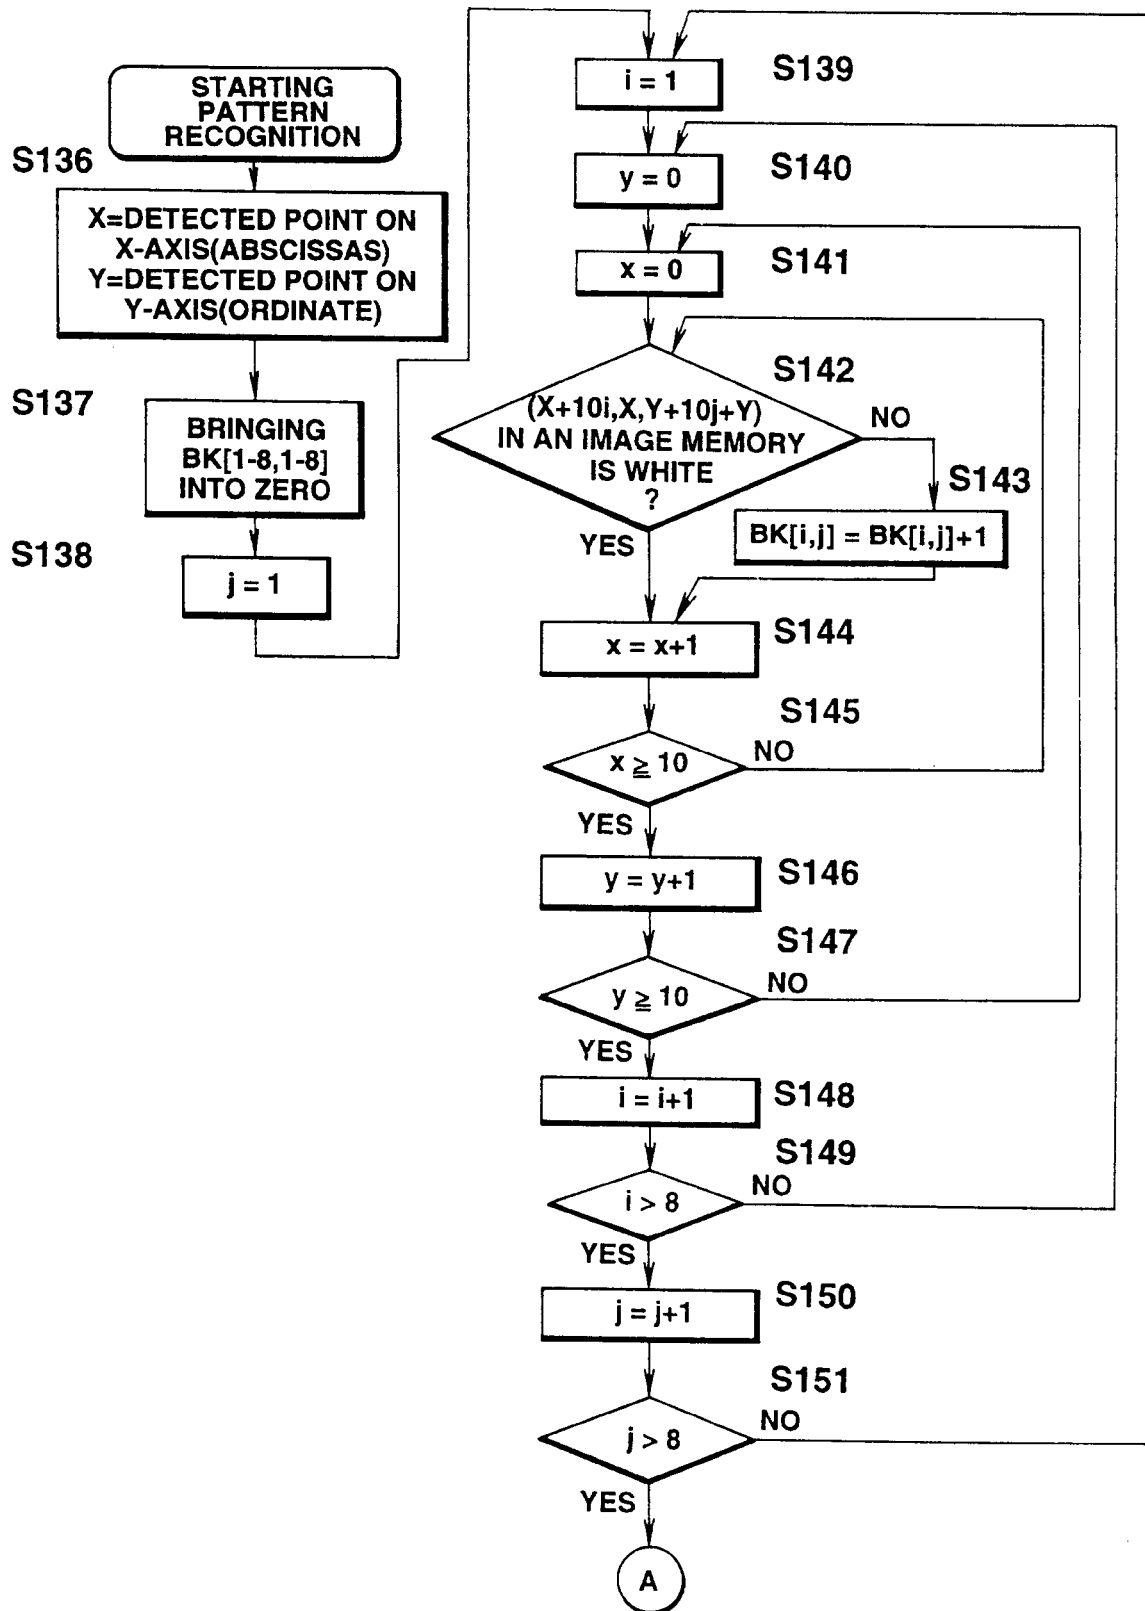 STARTING
PATTERN
RECOGNITION
S136
X=DETECTED POINT ON
X-AXIS(ABSCISSAS)
Y=DETECTED POINT ON
Y-AXIS(ORDINATE)
S137
BRINGING
BK[1-8,1-8]
INTO ZERO
S138
j = 1
S139
i = 1
S140
y = 0
S141
x = 0
S142
(X+10i,X,Y+10j+Y)
IN AN IMAGE MEMORY
IS WHITE
?
NO
YES
S143
BK[i,j] = BK[i,j]+1
S144
x = x+1
S145
x ≧ 10
NO
YES
S146
y = y+1
S147
y ≧ 10
NO
YES
S148
i = i+1
S149
i > 8
NO
YES
S150
j = j+1
S151
j > 8
NO
YES
A